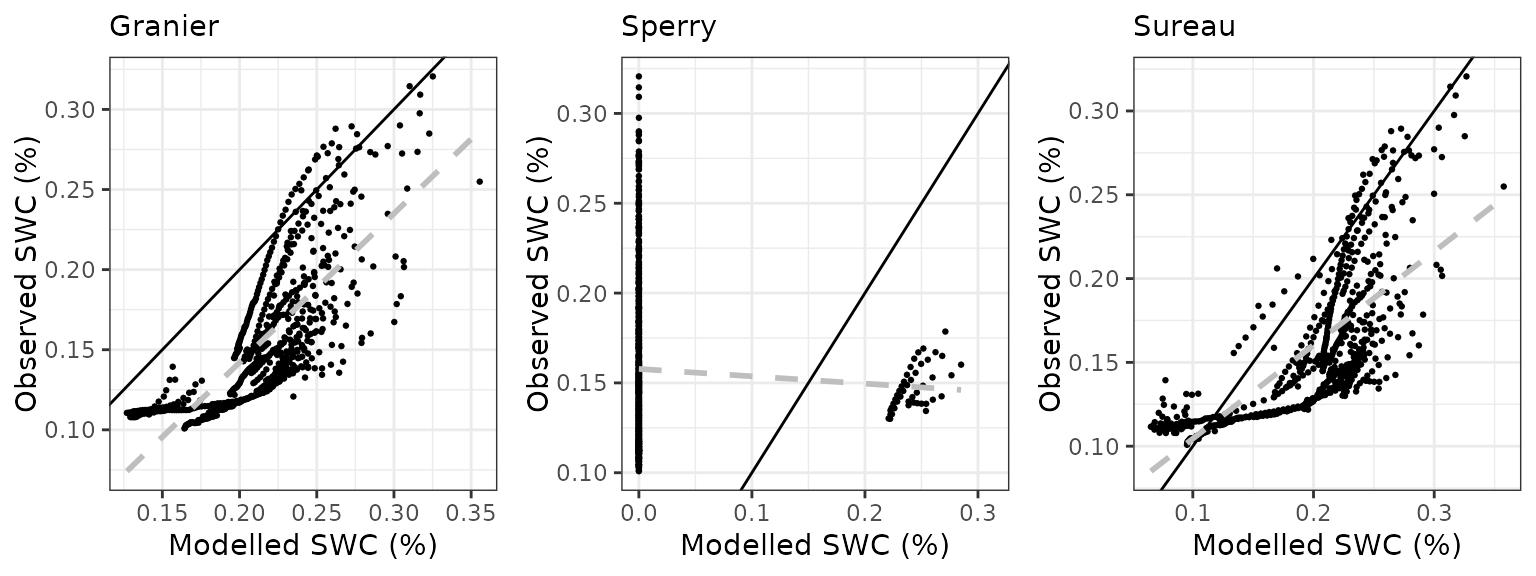 Granier
Observed SWC (%)
0.30
0.25
0.20
0.15
0.10
0.15 0.20 0.25 0.30 0.35
Modelled SWC (%)
Sperry
Observed SWC (%)
0.30
0.25
0.20
0.15
0.10
0.0 0.1 0.2 0.3
Modelled SWC (%)
Sureau
Observed SWC (%)
0.30
0.25
0.20
0.15
0.10
0.1 0.2 0.3
Modelled SWC (%)